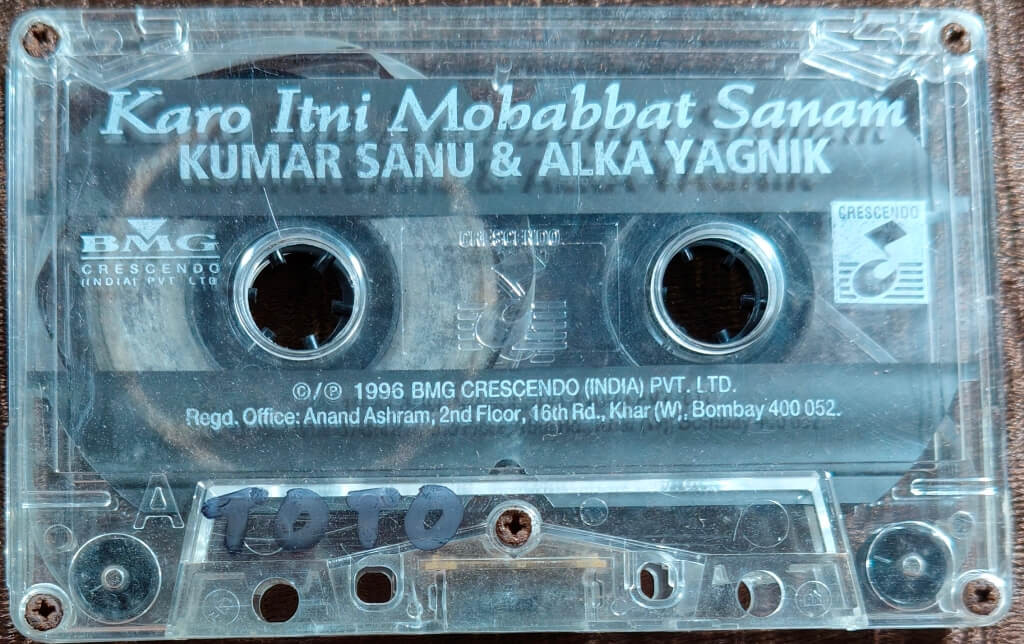 Karo Itni Mohabbat Sanam
KUMAR SANU & ALKA YAGNIK
BMG
CRESCENDO
(INDIA) PVT LTD
CRESCENDO
CRESCENDO
©/℗ 1996 BMG CRESCENDO (INDIA) PVT. LTD.
Regd. Office: Anand Ashram, 2nd Floor, 16th Rd., Khar (W), Bombay 400 052.
A
TOTO